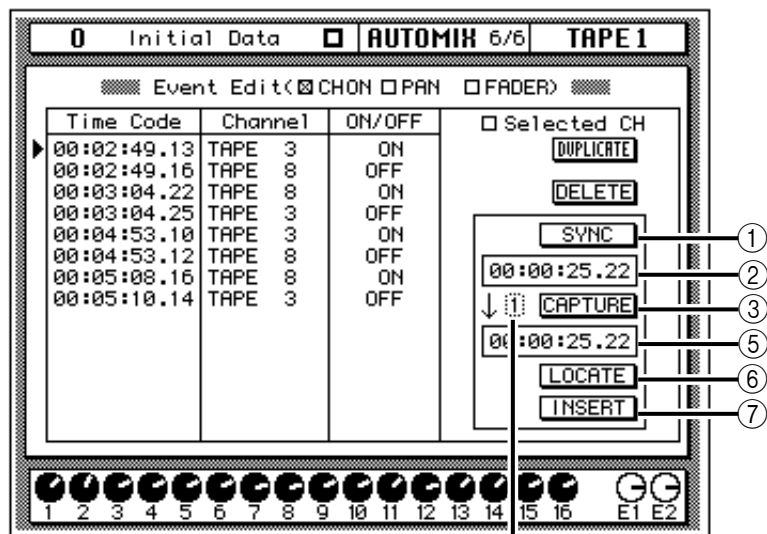 0 Initial Data AUTOMIX 6/6 TAPE 1
Event Edit( CHON PAN FADER)
Time Code Channel ON/OFF Selected CH
00:02:49.13 TAPE 3 ON DUPLICATE
00:02:49.16 TAPE 8 OFF
00:03:04.22 TAPE 8 ON DELETE
00:03:04.25 TAPE 3 OFF
00:04:53.10 TAPE 3 ON SYNC ①
00:04:53.12 TAPE 8 OFF
00:05:08.16 TAPE 8 ON 00:00:25.22 ②
00:05:10.14 TAPE 3 OFF
↓ 1 CAPTURE ③
00:00:25.22 ⑤
LOCATE ⑥
INSERT ⑦
1 2 3 4 5 6 7 8 9 10 11 12 13 14 15 16 E1 E2